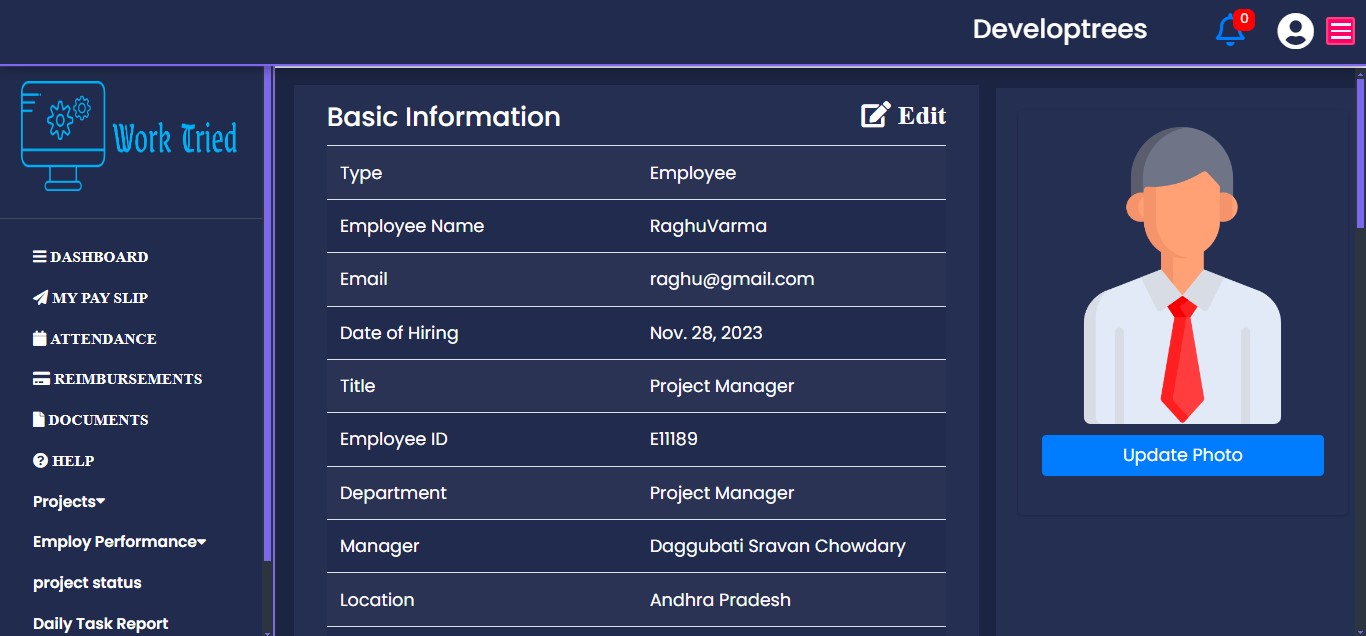 Developtrees
0
Work Tried
DASHBOARD
MY PAY SLIP
ATTENDANCE
REIMBURSEMENTS
DOCUMENTS
HELP
Projects
Employ Performance
project status
Daily Task Report
Basic Information
Edit
Type Employee
Employee Name RaghuVarma
Email raghu@gmail.com
Date of Hiring Nov. 28, 2023
Title Project Manager
Employee ID E11189
Department Project Manager
Manager Daggubati Sravan Chowdary
Location Andhra Pradesh
Update Photo